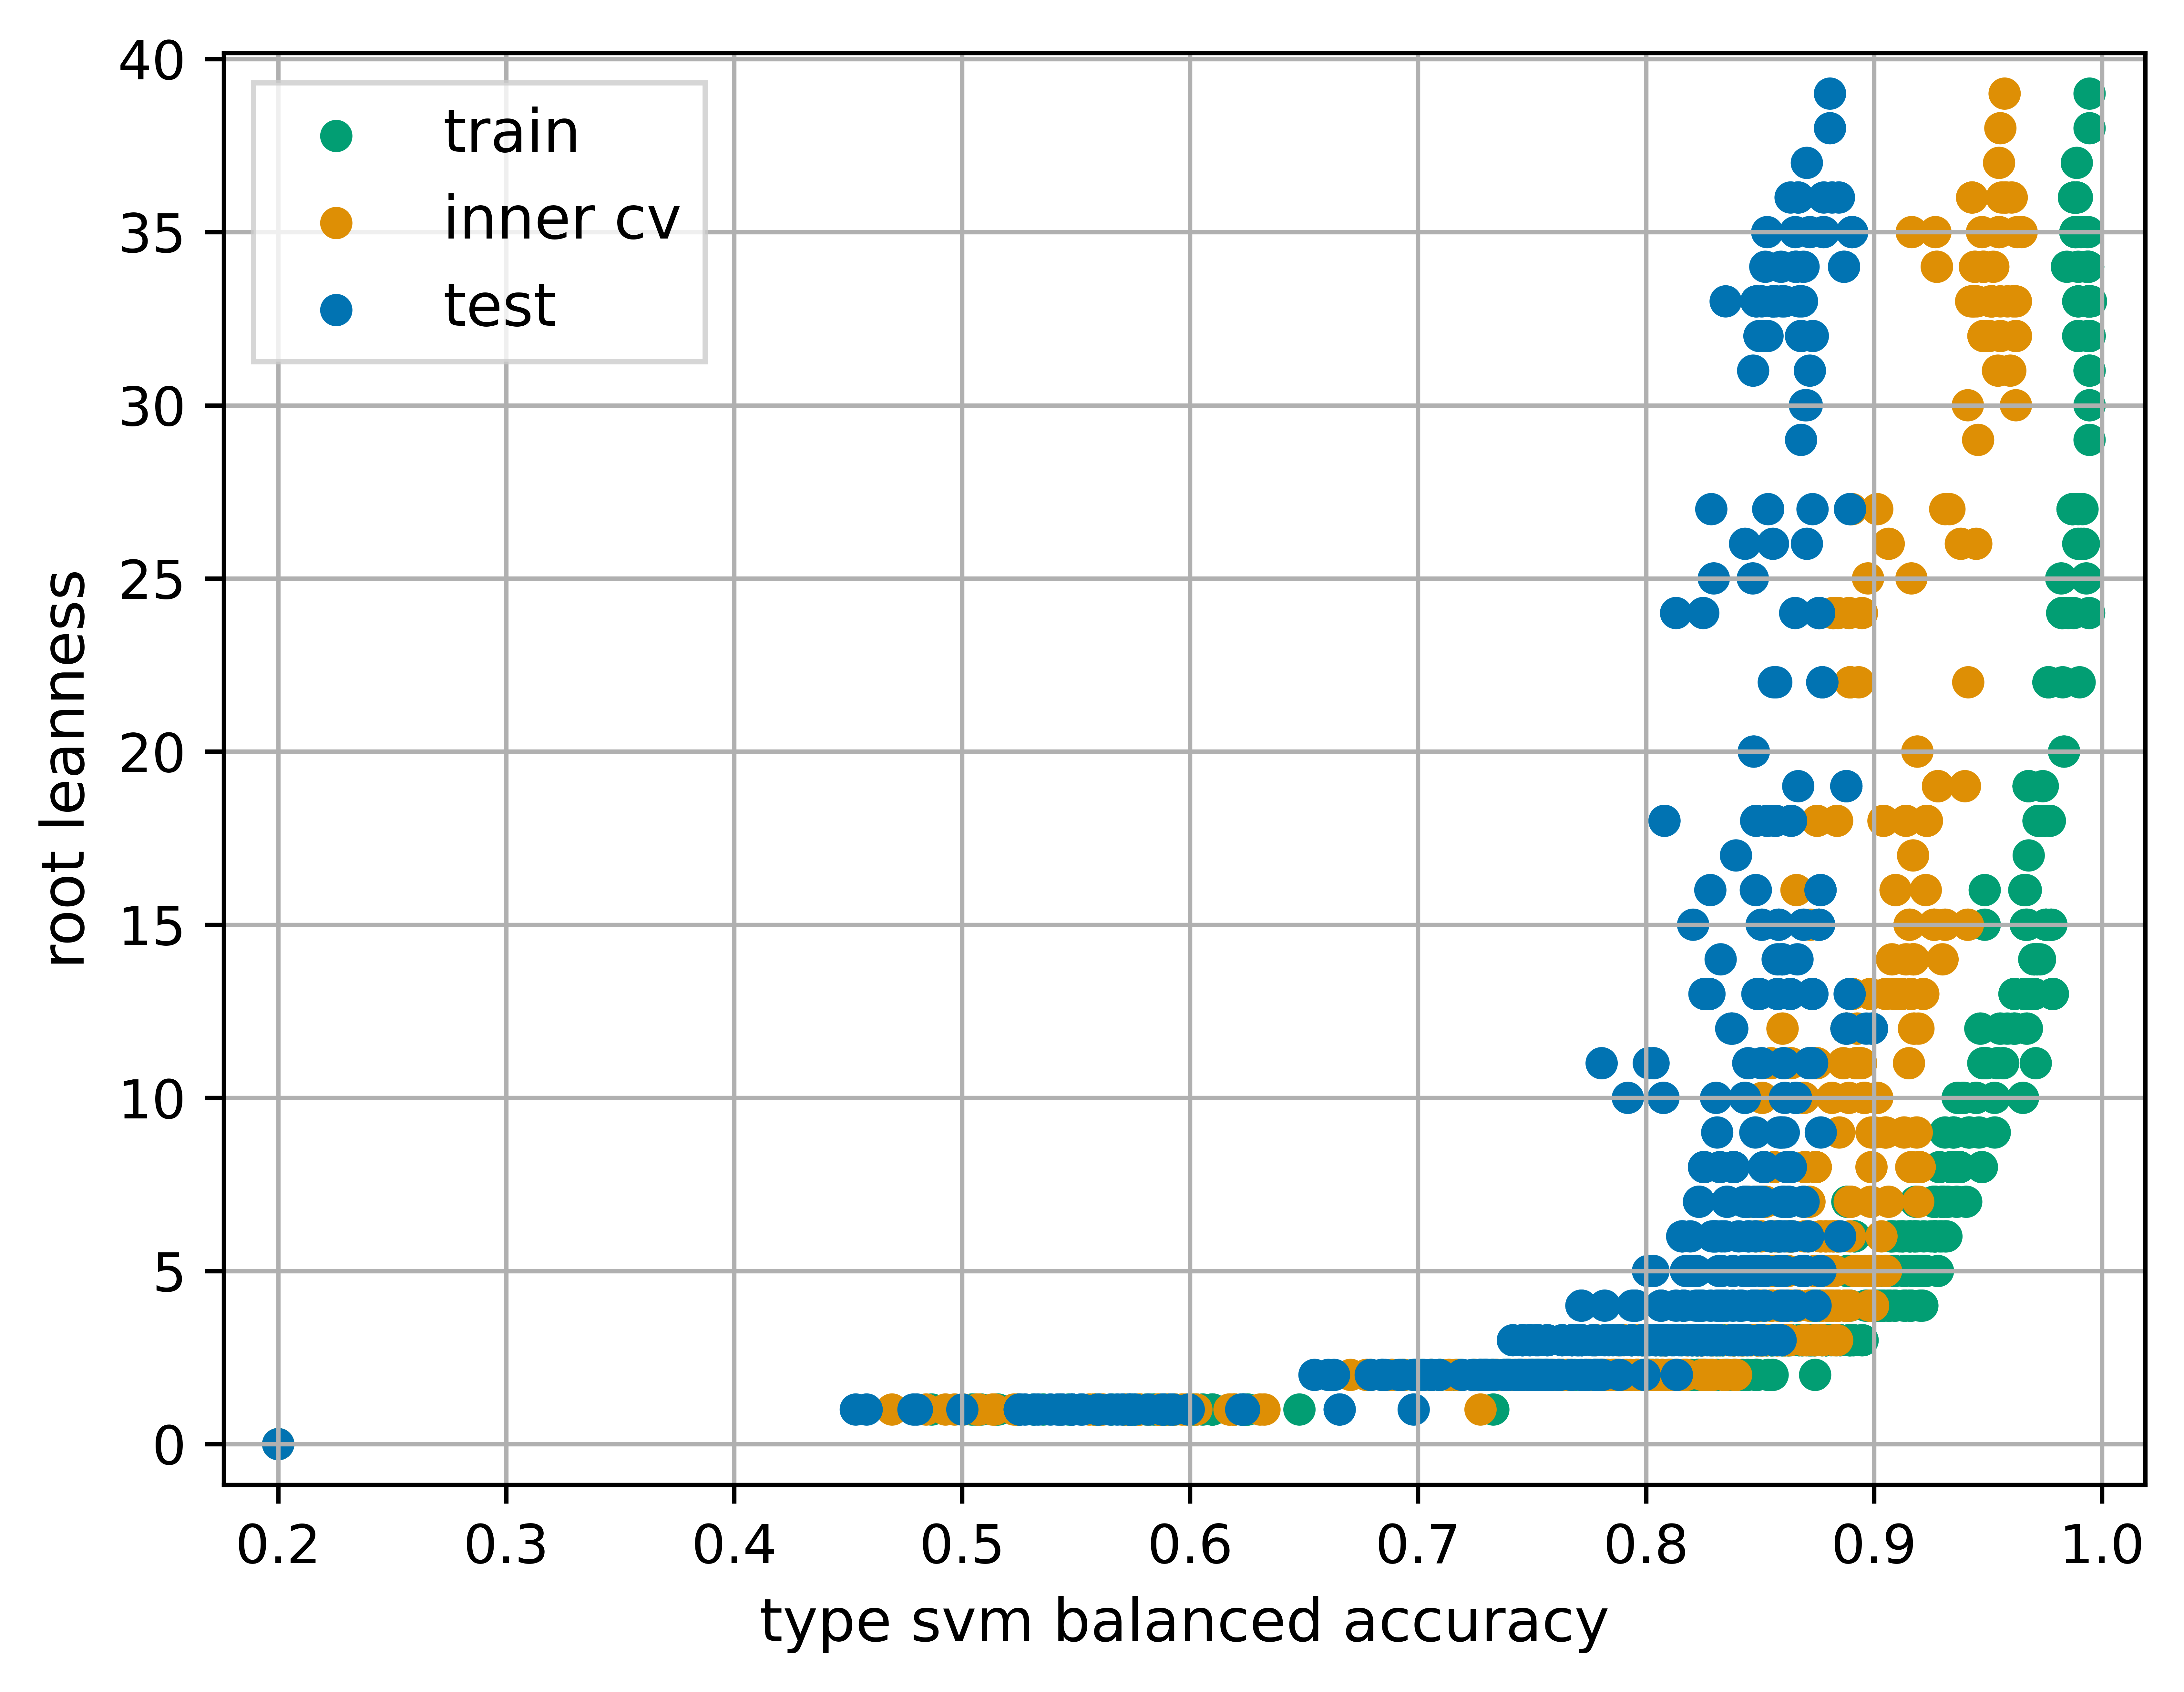 train
inner cv
test
40
35
30
25
20
15
10
5
0
root leanness
0.2 0.3 0.4 0.5 0.6 0.7 0.8 0.9 1.0
type svm balanced accuracy